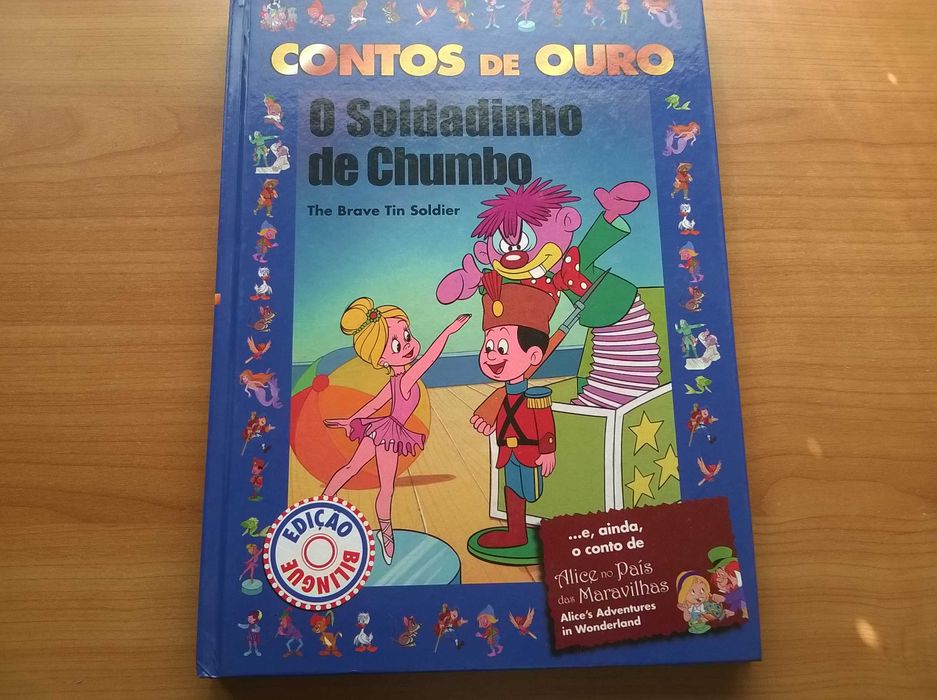 CONTOS DE OURO
O Soldadinho
de Chumbo
The Brave Tin Soldier
EDIÇÃO
BILINGUE
...e, ainda,
o conto de
Alice no País
das Maravilhas
Alice's Adventures
in Wonderland